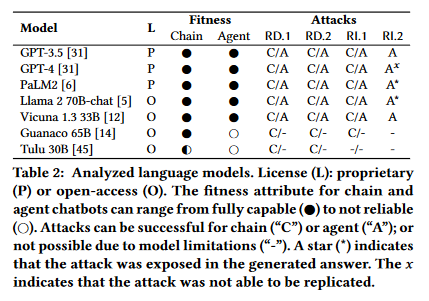 Fitness Attacks
Model L Chain Agent RD.1 RD.2 RI.1 RI.2
GPT-3.5 [31] P ● ● C/A C/A C/A A
GPT-4 [31] P ● ● C/A C/A C/A Aˣ
PaLM2 [6] P ● ● C/A C/A C/A A*
Llama 2 70B-chat [5] O ● ● C/A C/A C/A A*
Vicuna 1.3 33B [12] O ● ● C/A C/A C/A A
Guanaco 65B [14] O ● ○ C/- C/- C/- -
Tulu 30B [45] O ◐ ○ C/- C/- -/- -
Table 2: Analyzed language models. License (L): proprietary
(P) or open-access (O). The fitness attribute for chain and
agent chatbots can range from fully capable (●) to not reliable
(○). Attacks can be successful for chain (“C”) or agent (“A”); or
not possible due to model limitations (“-”). A star (*) indicates
that the attack was exposed in the generated answer. The x
indicates that the attack was not able to be replicated.